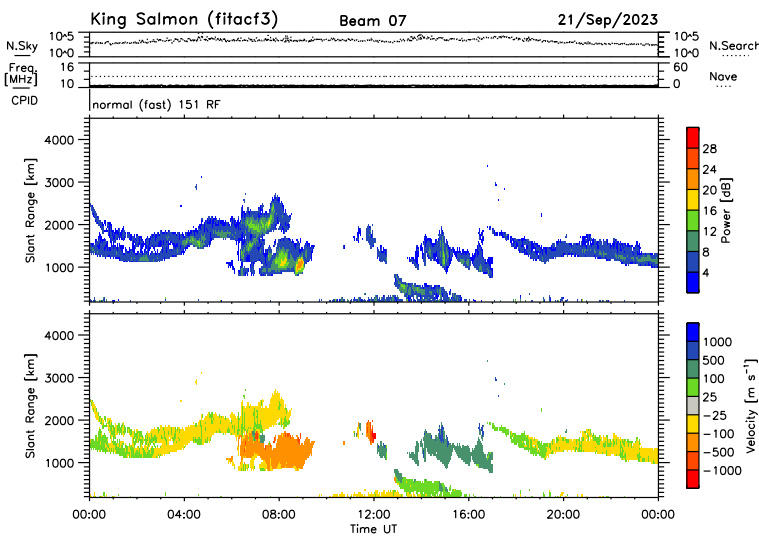 King Salmon (fitacf3) Beam 07 21/Sep/2023
N.Sky 10^5 10^0 10^5 10^0 N.Search
Freq. [MHz] 16 10 60 0 Nave
CPID normal (fast) 151 RF
Slant Range [km]
4000
3000
2000
1000
28
24
20
16
12
8
4
Power [dB]
Slant Range [km]
4000
3000
2000
1000
1000
500
100
25
−25
−100
−500
−1000
Velocity [m s⁻¹]
00:00 04:00 08:00 12:00 16:00 20:00 00:00
Time UT